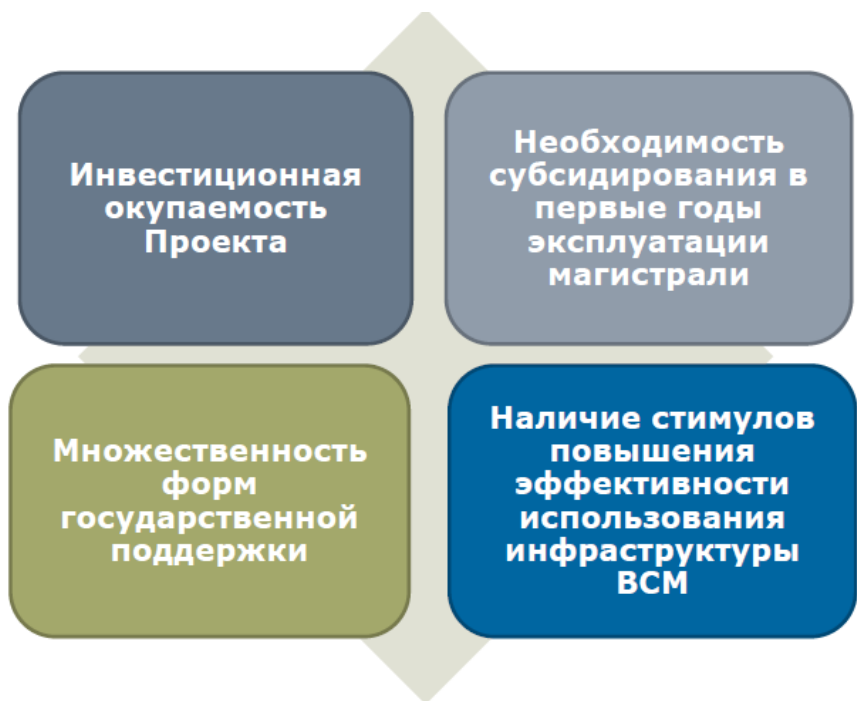 Инвестиционная
окупаемость
Проекта
Необходимость
субсидирования в
первые годы
эксплуатации
магистрали
Множественность
форм
государственной
поддержки
Наличие стимулов
повышения
эффективности
использования
инфраструктуры
ВСМ